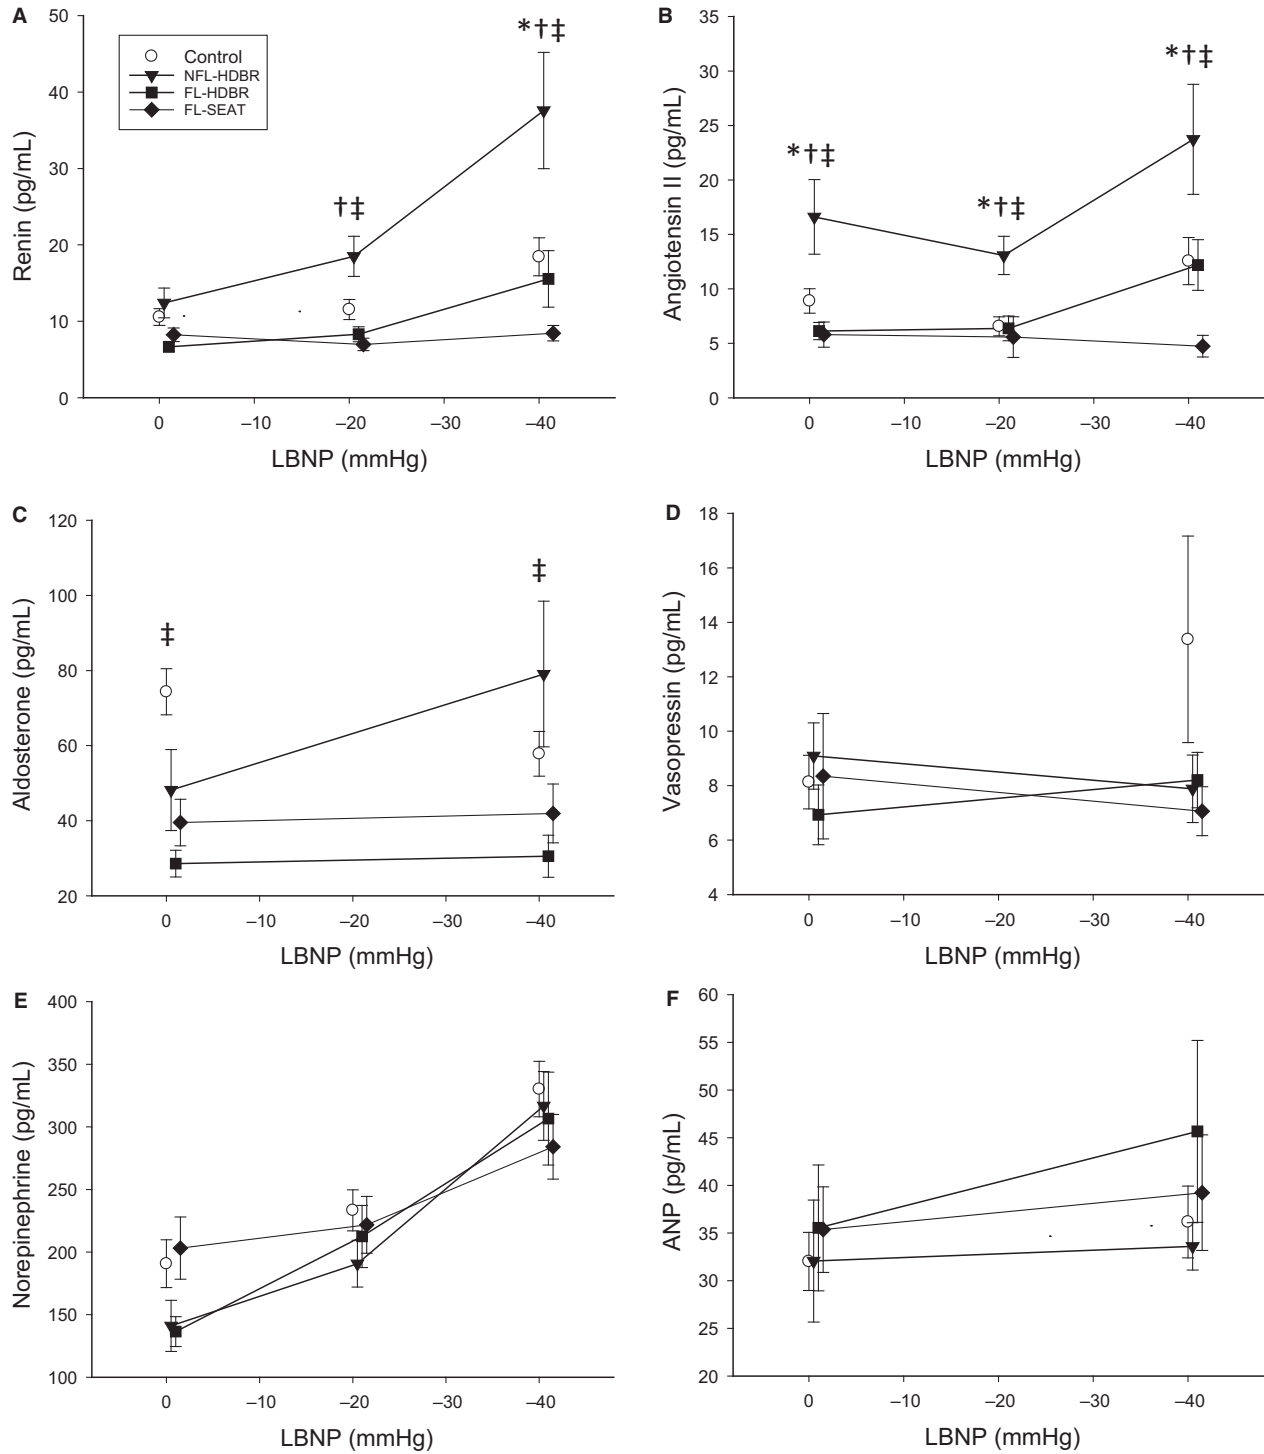 A
50
40
30
20
10
0
Renin (pg/mL)
Control
NFL-HDBR
FL-HDBR
FL-SEAT
†‡
*†‡
0 –10 –20 –30 –40
LBNP (mmHg)
B
35
30
25
20
15
10
5
0
Angiotensin II (pg/mL)
*†‡
*†‡
*†‡
0 –10 –20 –30 –40
LBNP (mmHg)
C
120
100
80
60
40
20
Aldosterone (pg/mL)
‡
‡
0 –10 –20 –30 –40
LBNP (mmHg)
D
18
16
14
12
10
8
6
4
Vasopressin (pg/mL)
0 –10 –20 –30 –40
LBNP (mmHg)
E
400
350
300
250
200
150
100
Norepinephrine (pg/mL)
0 –10 –20 –30 –40
LBNP (mmHg)
F
60
55
50
45
40
35
30
25
20
ANP (pg/mL)
0 –10 –20 –30 –40
LBNP (mmHg)